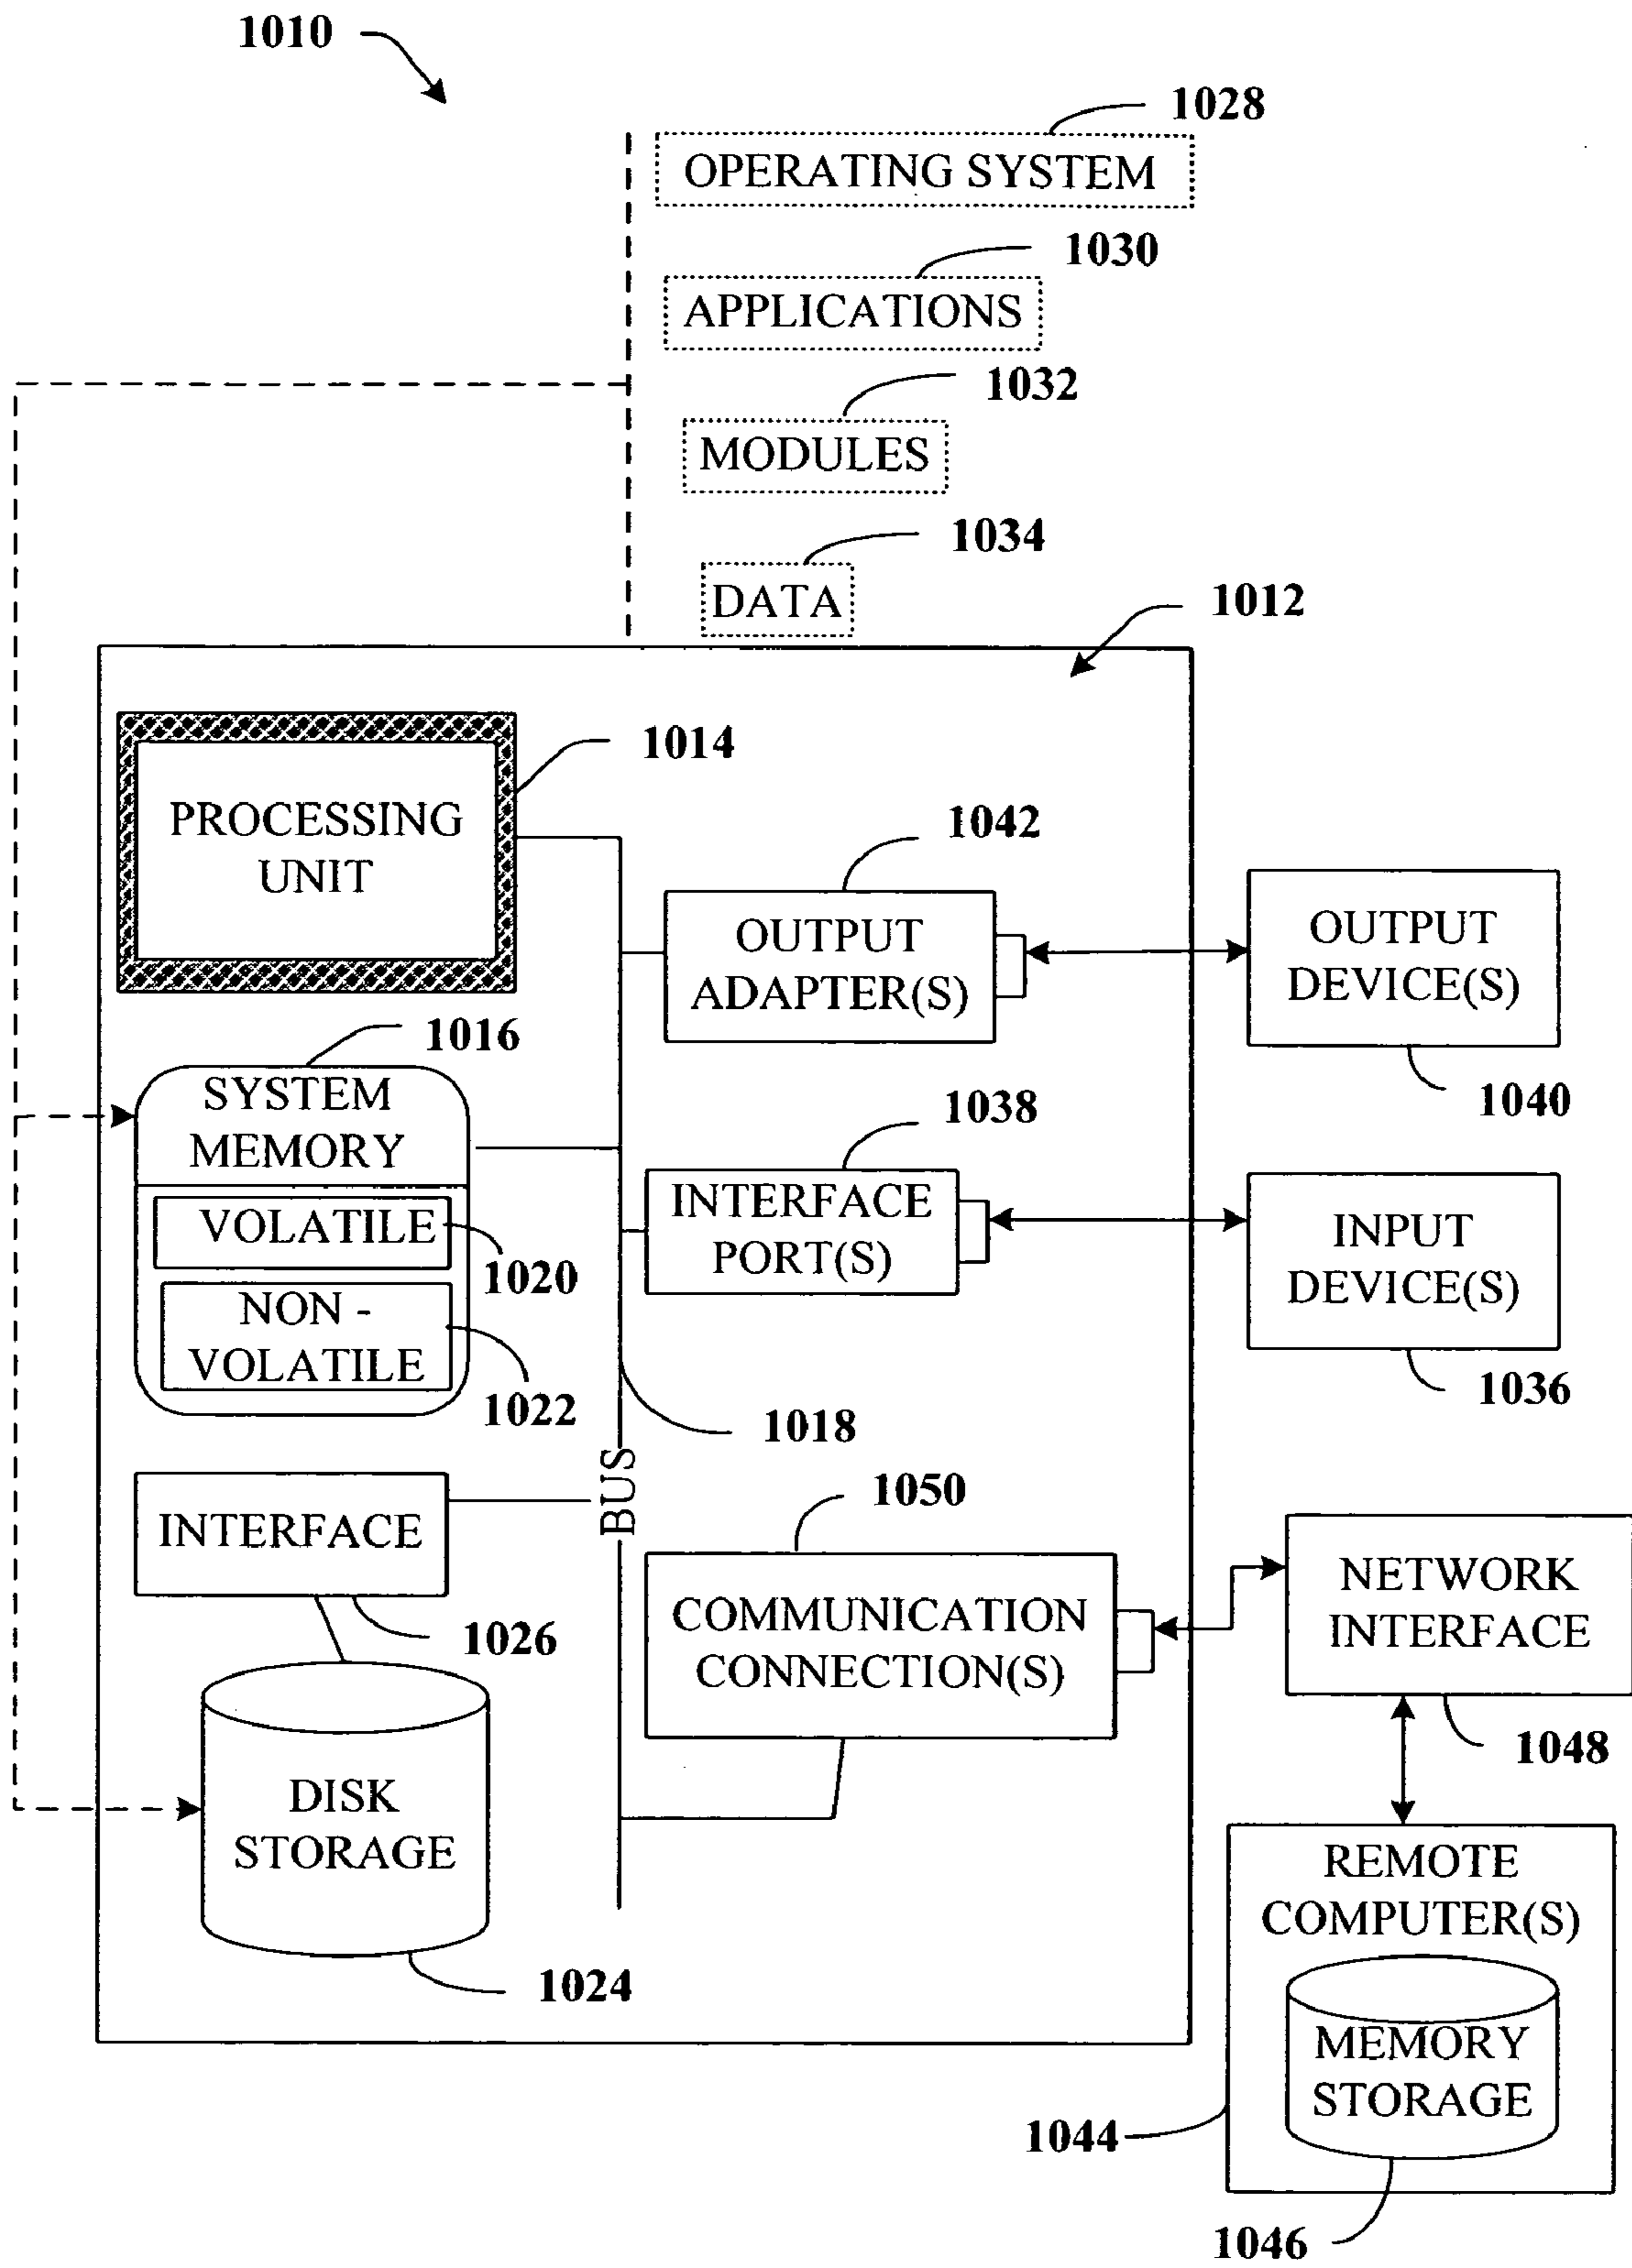 1010
1028
OPERATING SYSTEM
1030
APPLICATIONS
1032
MODULES
1034
DATA
1012
1014
PROCESSING
UNIT
1042
OUTPUT
ADAPTER(S)
OUTPUT
DEVICE(S)
1040
1016
SYSTEM
MEMORY
VOLATILE
1020
NON -
VOLATILE
1022
1038
INTERFACE
PORT(S)
INPUT
DEVICE(S)
1036
1018
BUS
INTERFACE
1026
1050
COMMUNICATION
CONNECTION(S)
NETWORK
INTERFACE
1048
DISK
STORAGE
1024
REMOTE
COMPUTER(S)
MEMORY
STORAGE
1044
1046